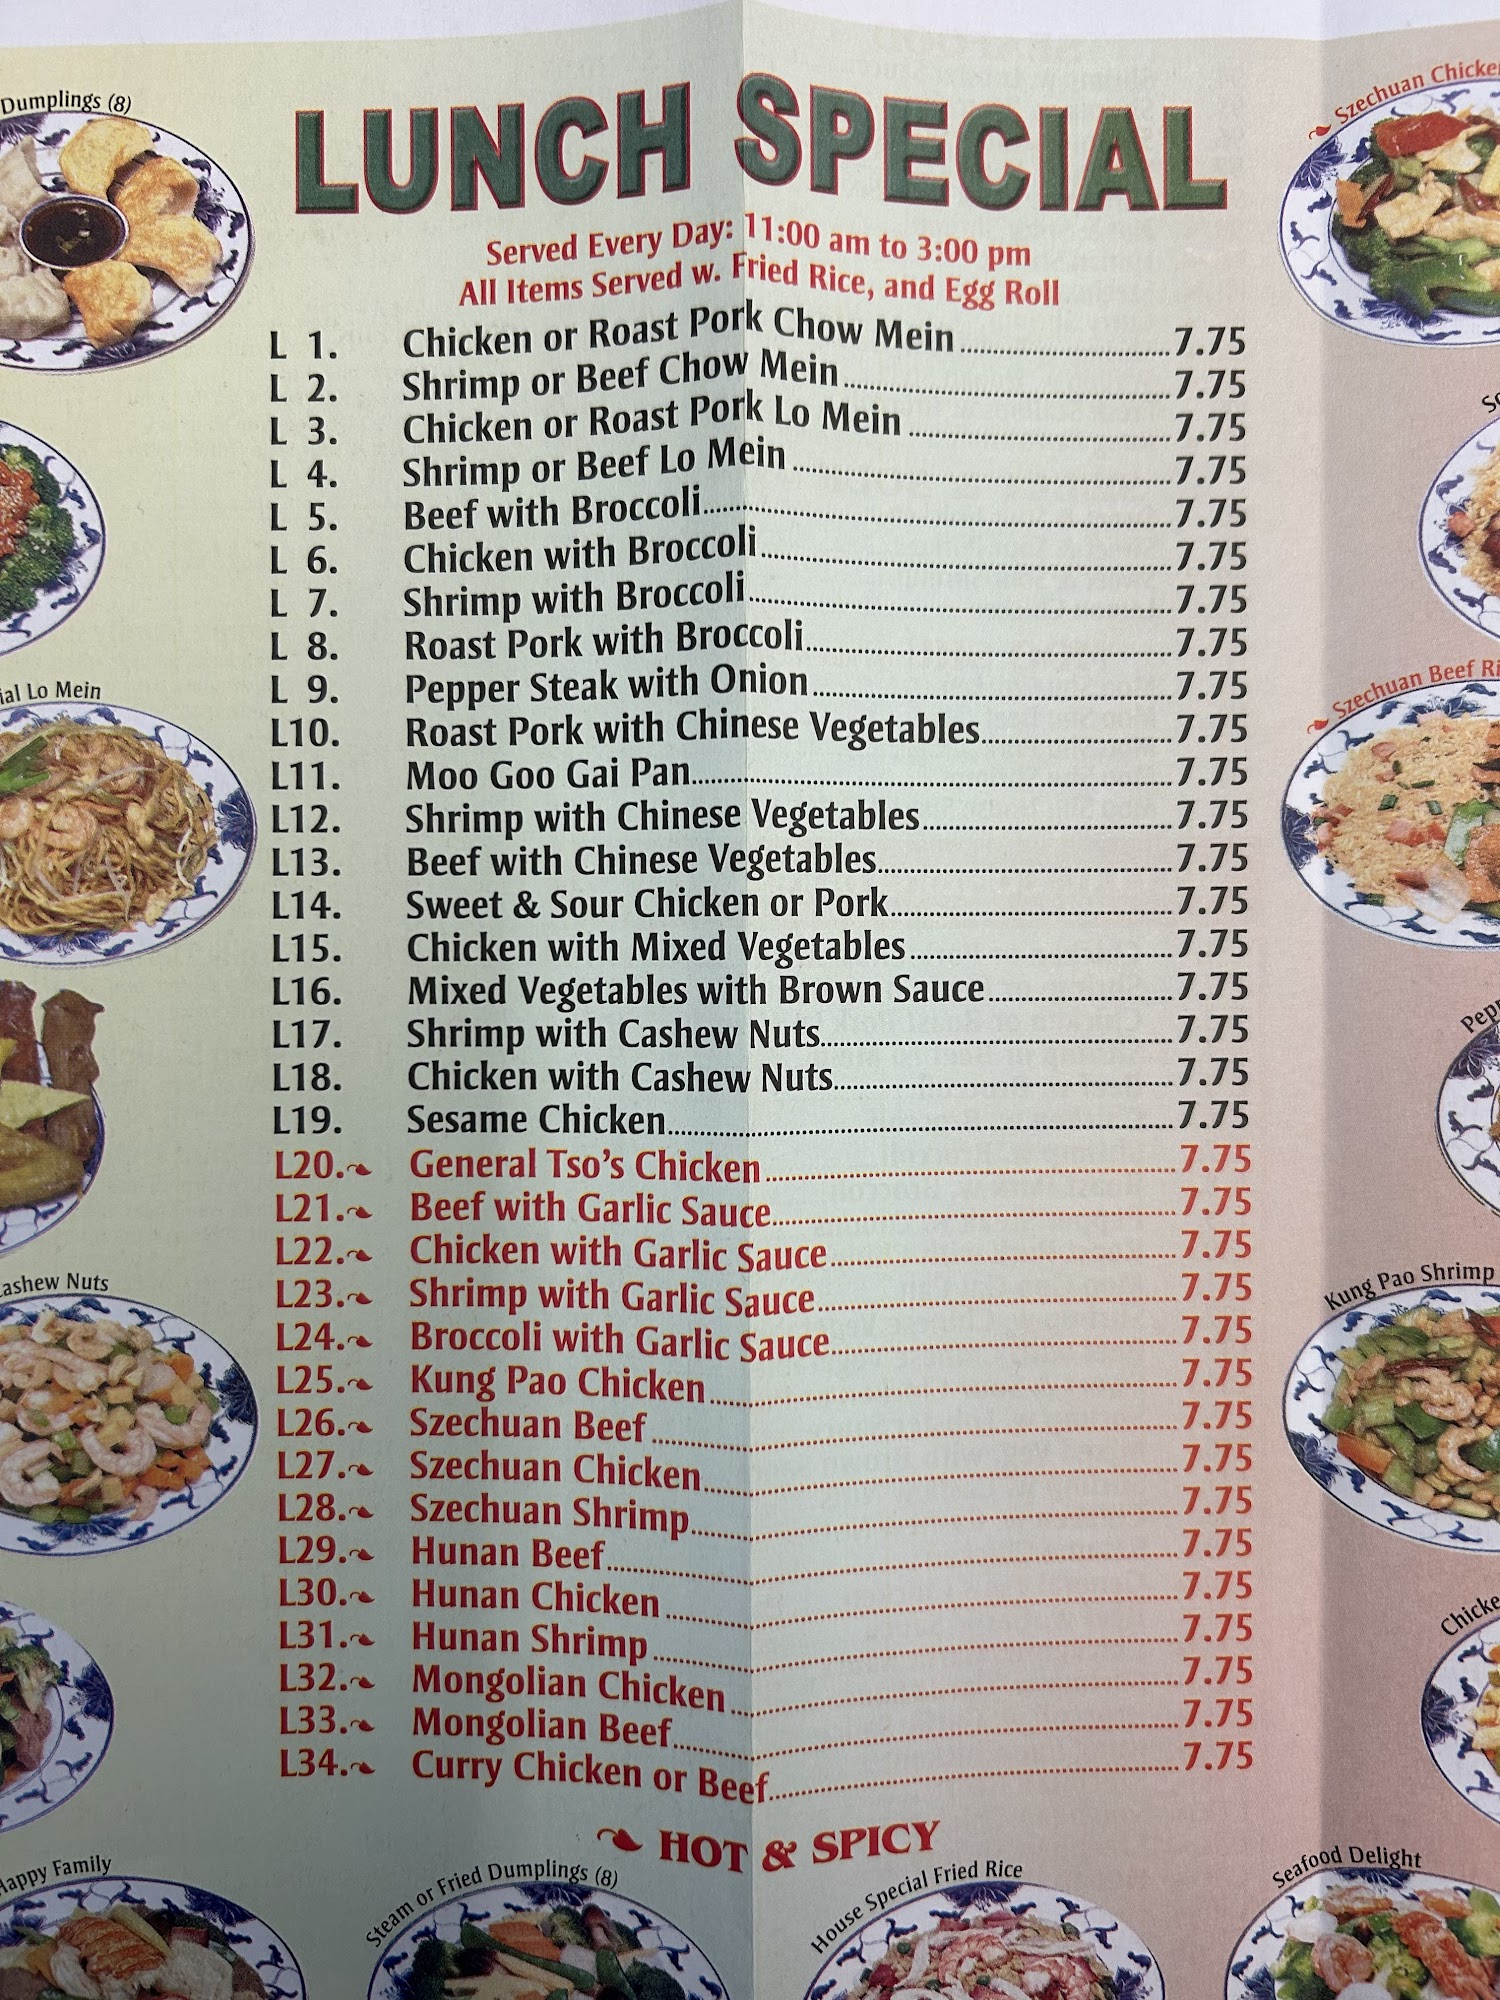 LUNCH SPECIAL
Served Every Day: 11:00 am to 3:00 pm
All Items Served w. Fried Rice, and Egg Roll
L 1. Chicken or Roast Pork Chow Mein 7.75
L 2. Shrimp or Beef Chow Mein 7.75
L 3. Chicken or Roast Pork Lo Mein 7.75
L 4. Shrimp or Beef Lo Mein 7.75
L 5. Beef with Broccoli 7.75
L 6. Chicken with Broccoli 7.75
L 7. Shrimp with Broccoli 7.75
L 8. Roast Pork with Broccoli 7.75
L 9. Pepper Steak with Onion 7.75
L10. Roast Pork with Chinese Vegetables 7.75
L11. Moo Goo Gai Pan 7.75
L12. Shrimp with Chinese Vegetables 7.75
L13. Beef with Chinese Vegetables 7.75
L14. Sweet & Sour Chicken or Pork 7.75
L15. Chicken with Mixed Vegetables 7.75
L16. Mixed Vegetables with Brown Sauce 7.75
L17. Shrimp with Cashew Nuts 7.75
L18. Chicken with Cashew Nuts 7.75
L19. Sesame Chicken 7.75
L20. General Tso's Chicken 7.75
L21. Beef with Garlic Sauce 7.75
L22. Chicken with Garlic Sauce 7.75
L23. Shrimp with Garlic Sauce 7.75
L24. Broccoli with Garlic Sauce 7.75
L25. Kung Pao Chicken 7.75
L26. Szechuan Beef 7.75
L27. Szechuan Chicken 7.75
L28. Szechuan Shrimp 7.75
L29. Hunan Beef 7.75
L30. Hunan Chicken 7.75
L31. Hunan Shrimp 7.75
L32. Mongolian Chicken 7.75
L33. Mongolian Beef 7.75
L34. Curry Chicken or Beef 7.75
HOT & SPICY
Dumplings (8)
Lo Mein
Nuts
Happy Family
Steam or Fried Dumplings (8)
House Special Fried Rice
Seafood Delight
Szechuan Chicken
Szechuan Beef
Kung Pao Shrimp